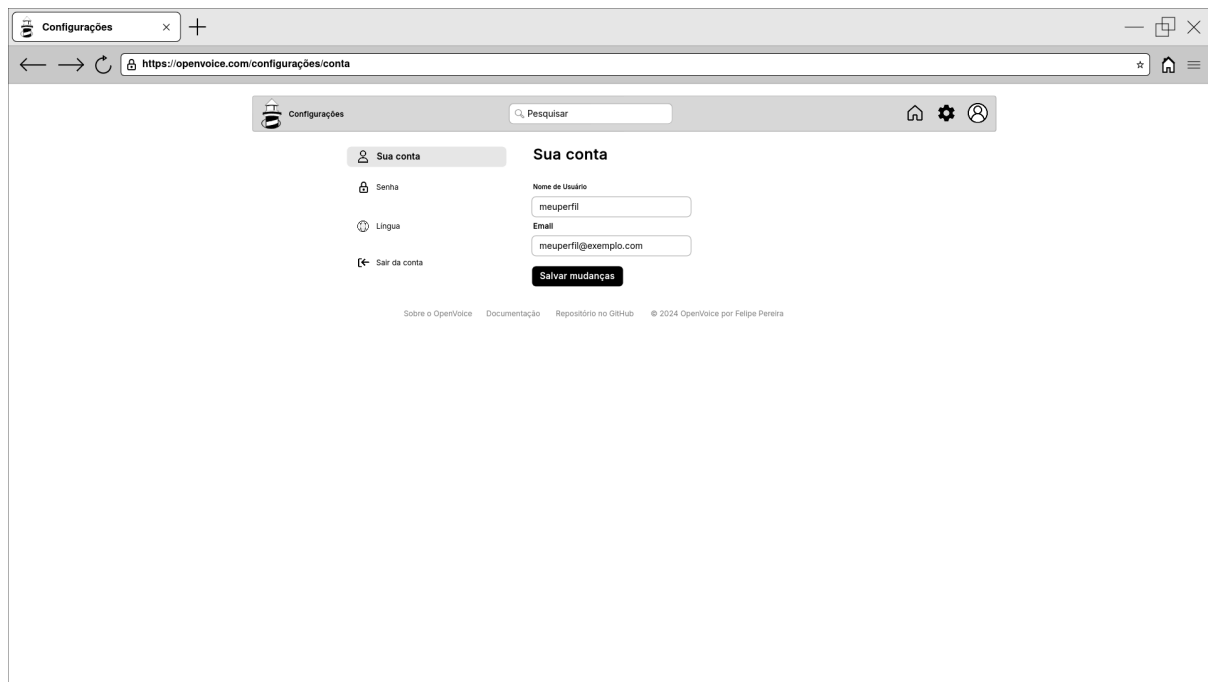 Configurações
https://openvoice.com/configurações/conta
Configurações
Pesquisar
Sua conta
Senha
Língua
Sair da conta
Sua conta
Nome de Usuário
meuperfil
Email
meuperfil@exemplo.com
Salvar mudanças
Sobre o OpenVoice Documentação Repositório no GitHub © 2024 OpenVoice por Felipe Pereira